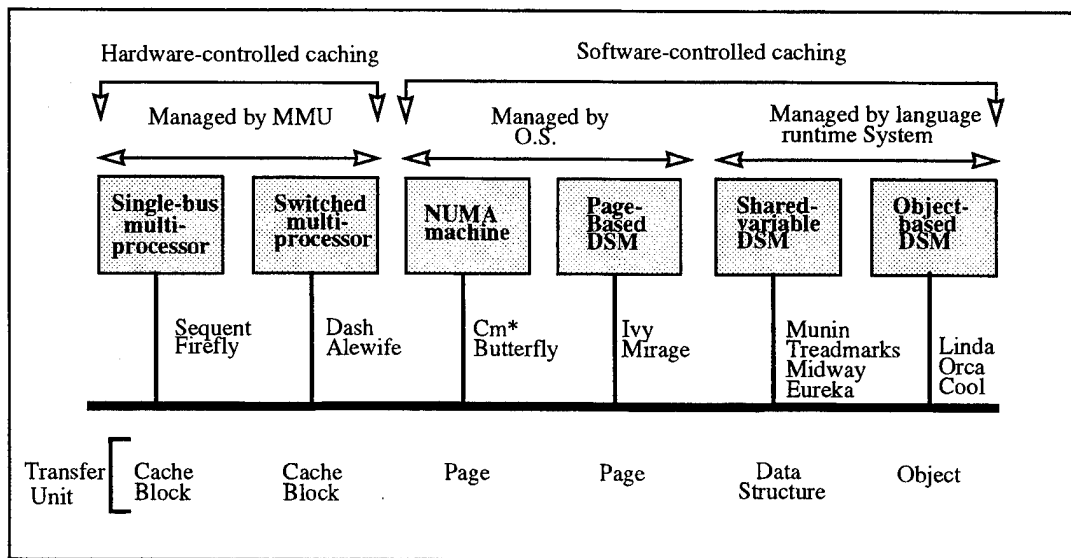 Hardware-controlled caching
Software-controlled caching
Managed by MMU
Managed by
O.S.
Managed by language
runtime System
Single-bus
multi-
processor
Switched
multi-
processor
NUMA
machine
Page-
Based
DSM
Shared-
variable
DSM
Object-
based
DSM
Sequent
Firefly
Dash
Alewife
Cm*
Butterfly
Ivy
Mirage
Munin
Treadmarks
Midway
Eureka
Linda
Orca
Cool
Transfer
Unit
Cache
Block
Cache
Block
Page
Page
Data
Structure
Object